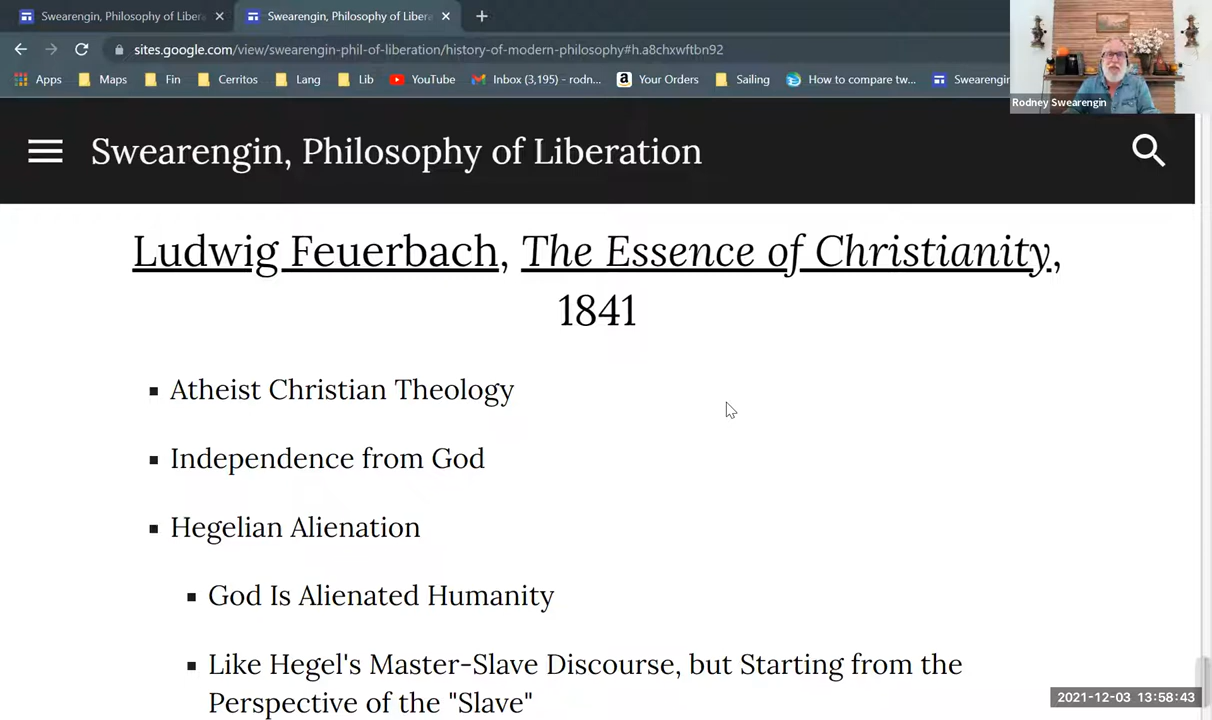 Swearengin, Philosophy of Liber
Swearengin, Philosophy of Liber
sites.google.com/view/swearengin-phil-of-liberation/history-of-modern-philosophy#h.a8chxwftbn92
Apps Maps Fin Cerritos Lang Lib YouTube Inbox (3,195) - rodn... Your Orders Sailing How to compare tw... Swearengin
Rodney Swearengin
Swearengin, Philosophy of Liberation
Ludwig Feuerbach, The Essence of Christianity,
1841
Atheist Christian Theology
Independence from God
Hegelian Alienation
God Is Alienated Humanity
Like Hegel's Master-Slave Discourse, but Starting from the
Perspective of the "Slave"
2021-12-03 13:58:43